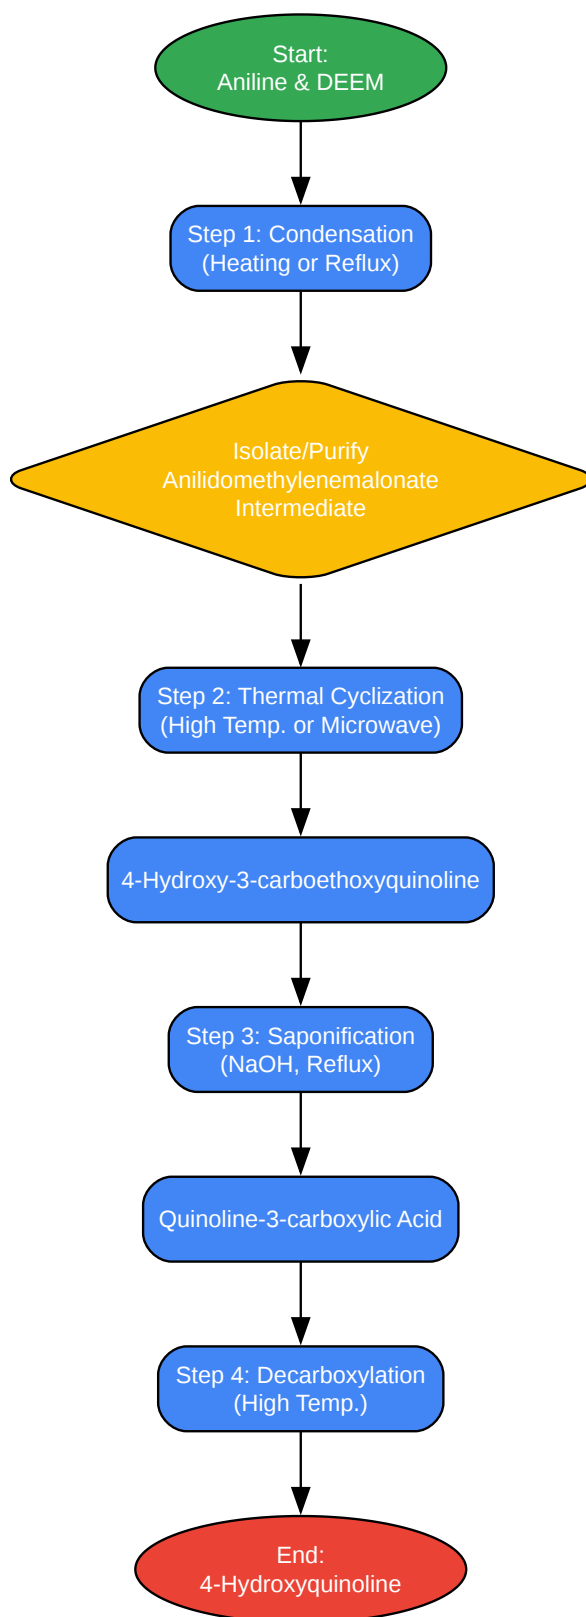 Start:
Aniline & DEEM
Step 1: Condensation
(Heating or Reflux)
Isolate/Purify
Anilidomethylenemalonate
Intermediate
Step 2: Thermal Cyclization
(High Temp. or Microwave)
4-Hydroxy-3-carboethoxyquinoline
Step 3: Saponification
(NaOH, Reflux)
Quinoline-3-carboxylic Acid
Step 4: Decarboxylation
(High Temp.)
End:
4-Hydroxyquinoline